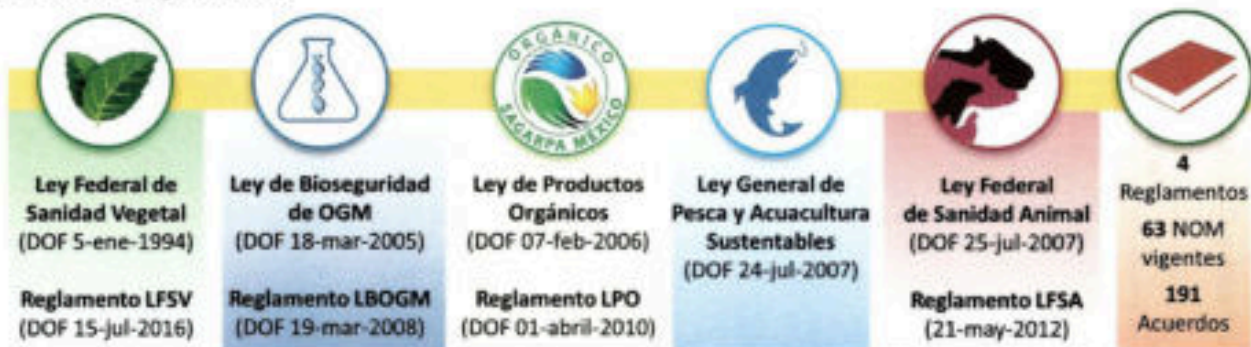 ORGÁNICO
SAGARPA MÉXICO
Ley Federal de
Sanidad Vegetal
(DOF 5-ene-1994)
Reglamento LFSV
(DOF 15-jul-2016)
Ley de Bioseguridad
de OGM
(DOF 18-mar-2005)
Reglamento LBOGM
(DOF 19-mar-2008)
Ley de Productos
Orgánicos
(DOF 07-feb-2006)
Reglamento LPO
(DOF 01-abril-2010)
Ley General de
Pesca y Acuacultura
Sustentables
(DOF 24-jul-2007)
Ley Federal
de Sanidad Animal
(DOF 25-jul-2007)
Reglamento LFSA
(21-may-2012)
4
Reglamentos
63 NOM
vigentes
191
Acuerdos